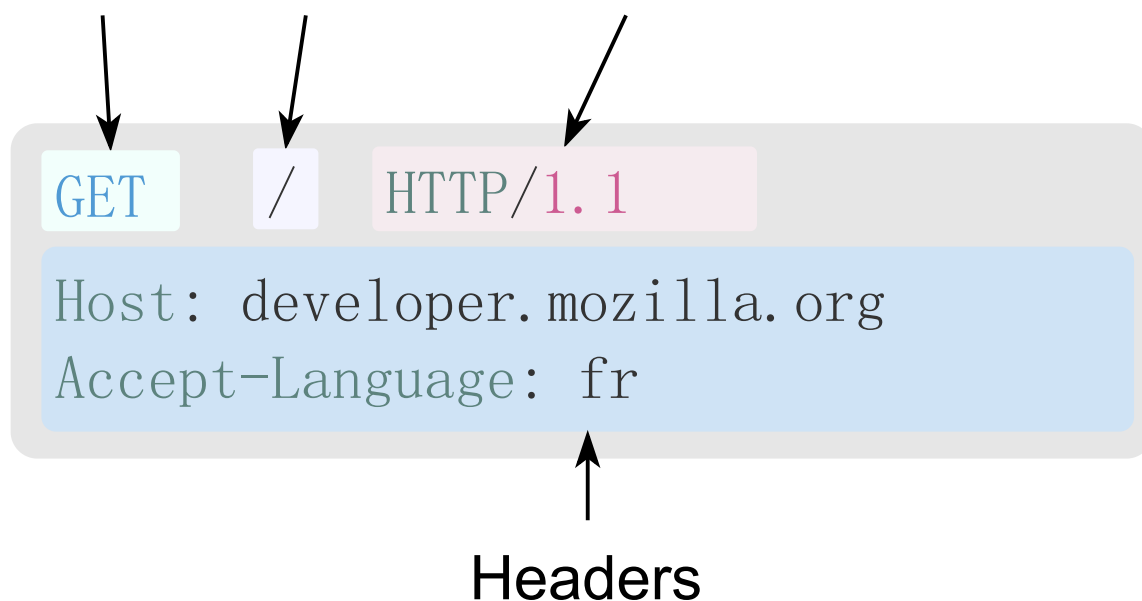 GET / HTTP/1.1
Host: developer.mozilla.org
Accept-Language: fr
Headers